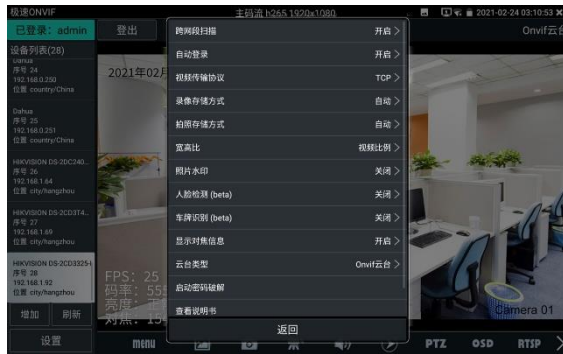 极速ONVIF
主码流 h265 1920x1080
2021-02-24 03:10:53
已登录: admin
登出
Onvif云台
设备列表(28)
Dahua
序号 24
192.168.0.250
位置 country/China
Dahua
序号 25
192.168.0.251
位置 country/China
HIKVISION DS-2DC240..
序号 26
192.168.1.64
位置 city/hangzhou
HIKVISION DS-2CD3T4..
序号 27
192.168.1.69
位置 city/hangzhou
HIKVISION DS-2CD3325-I
序号 28
192.168.1.92
位置 city/hangzhou
增加 刷新
设置
2021年02月
跨网段扫描 开启 >
自动登录 开启 >
视频传输协议 TCP >
录像存储方式 自动 >
拍照存储方式 自动 >
宽高比 视频比例 >
照片水印 关闭 >
人脸检测 (beta) 关闭 >
车牌识别 (beta) 关闭 >
显示对焦信息 开启 >
云台类型 Onvif云台 >
启动密码破解
查看说明书
返回
FPS: 25
码率: 555
对焦: 15
Camera 01
menu
PTZ OSD RTSP